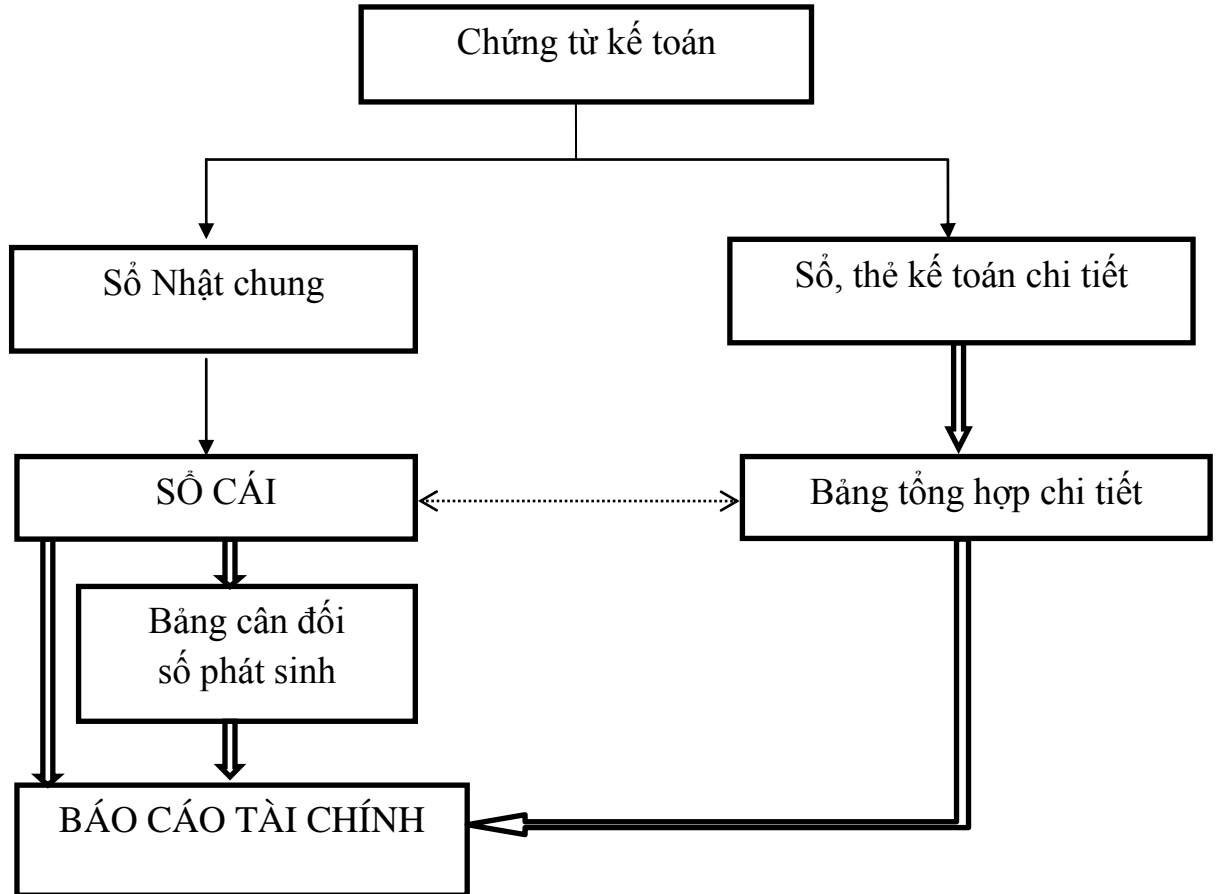 Chứng từ kế toán
Sổ Nhật chung
Sổ, thẻ kế toán chi tiết
SỔ CÁI
Bảng tổng hợp chi tiết
Bảng cân đối
số phát sinh
BÁO CÁO TÀI CHÍNH